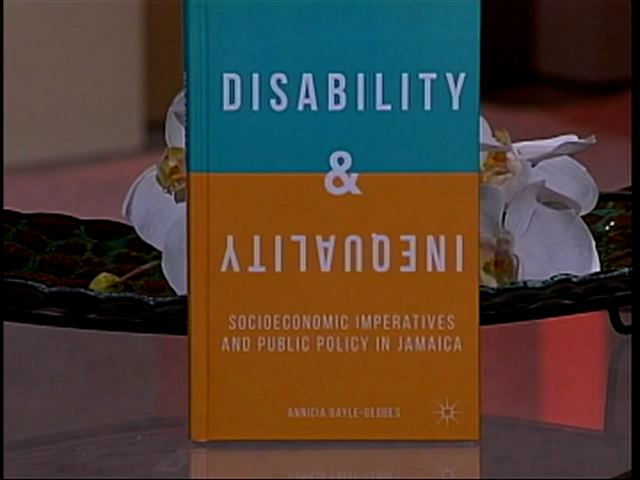 DISABILITY
&
INEQUALITY
SOCIOECONOMIC IMPERATIVES
AND PUBLIC POLICY IN JAMAICA
ANNICIA GAYLE-GEDDES